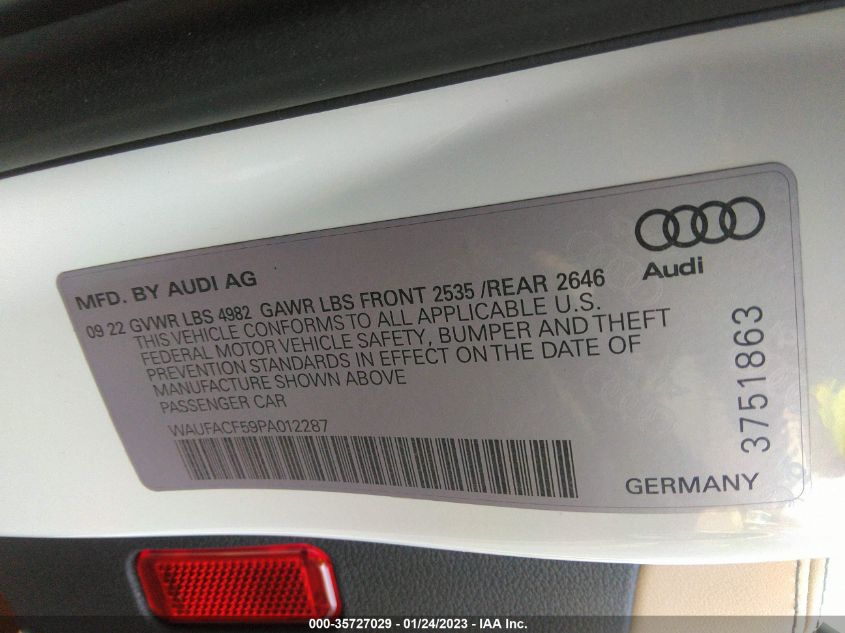 Audi
MFD. BY AUDI AG
09 22 GVWR LBS 4982 GAWR LBS FRONT 2535 /REAR 2646
THIS VEHICLE CONFORMS TO ALL APPLICABLE U.S.
FEDERAL MOTOR VEHICLE SAFETY, BUMPER AND THEFT
PREVENTION STANDARDS IN EFFECT ON THE DATE OF
MANUFACTURE SHOWN ABOVE
PASSENGER CAR
WAUFACF59PA012287
3751863
GERMANY
000-35727029 - 01/24/2023 - IAA Inc.